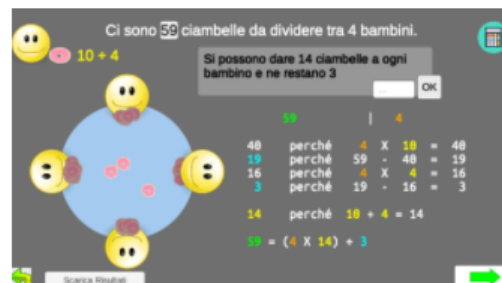 Ci sono 59 ciambelle da dividere tra 4 bambini.
10 + 4
Si possono dare 14 ciambelle a ogni
bambino e ne restano 3
... OK
59 | 4
40 perché 4 X 10 = 40
19 perché 59 - 40 = 19
16 perché 4 X 4 = 16
3 perché 19 - 16 = 3
14 perché 10 + 4 = 14
59 = (4 X 14) + 3
Scarica Risultati